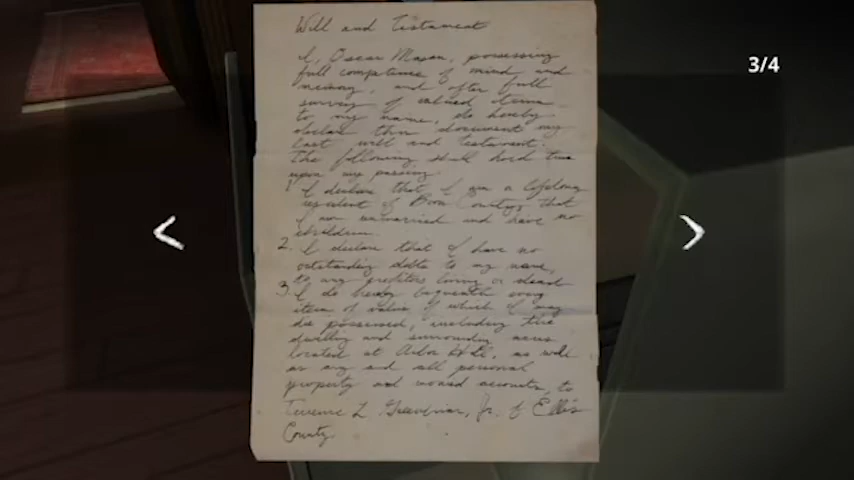 Will and Testament
3/4
I, Oscar Mason, possessing
full competence of mind and
memory, and after full
survey of valued items
to my name, do hereby
declare this document my
last will and testament.
The following shall hold true
upon my passing.
1. I declare that I am a lifelong
resident of County, that
I am unmarried and have no
children.
2. I declare that I have no
outstanding debts to my name,
to any creditors living or dead.
3. I do hereby bequeath every
item of value of which I may
be possessed, including the
dwelling and surrounding acres
located at Arbor Hill, as well
as any and all personal
property and monied accounts, to
Terrence L. Greenbriar, Jr. of Ellis
County.